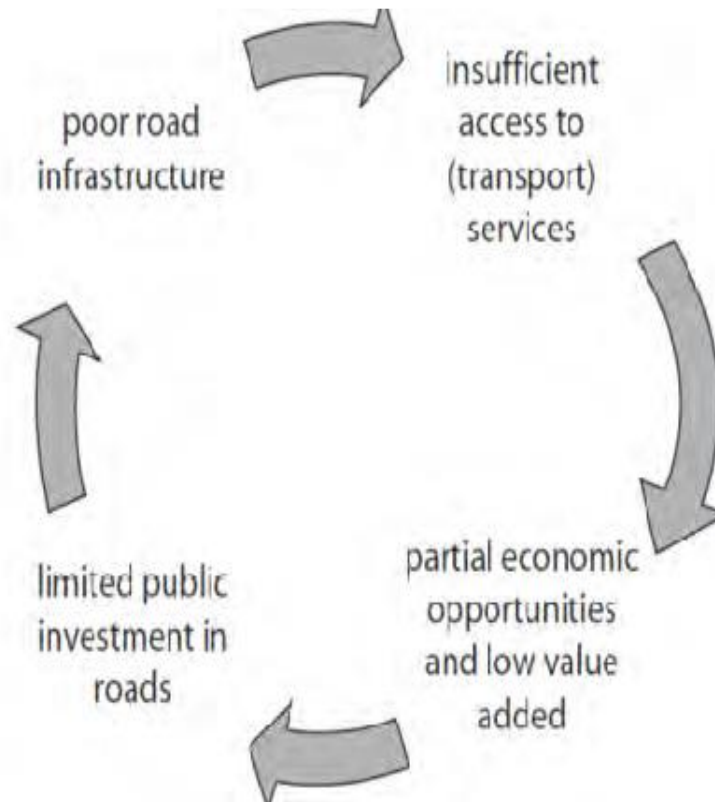 poor road
infrastructure
insufficient
access to
(transport)
services
partial economic
opportunities
and low value
added
limited public
investment in
roads